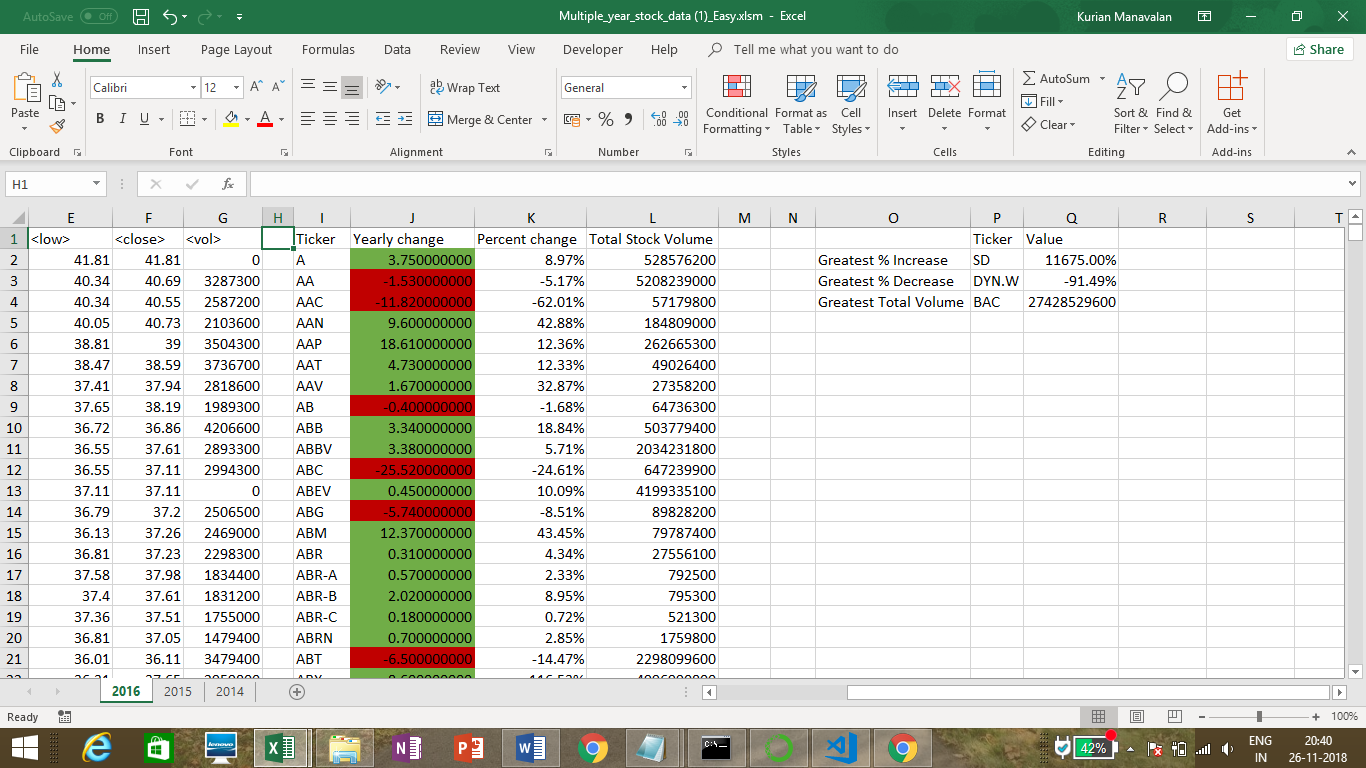 AutoSave Off Multiple_year_stock_data (1)_Easy.xlsm - Excel Kurian Manavalan
File Home Insert Page Layout Formulas Data Review View Developer Help Tell me what you want to do Share
Paste Calibri 12 Wrap Text General Conditional Formatting Format as Table Cell Styles Insert Delete Format AutoSum Fill Clear Sort & Filter Find & Select Get Add-ins
B I U A Merge & Center %
Clipboard Font Alignment Number Styles Cells Editing Add-ins
H1 fx
E F G H I J K L M N O P Q R S T
1 <low> <close> <vol> Ticker Yearly change Percent change Total Stock Volume Ticker Value
2 41.81 41.81 0 A 3.750000000 8.97% 528576200 Greatest % Increase SD 11675.00%
3 40.34 40.69 3287300 AA -1.530000000 -5.17% 5208239000 Greatest % Decrease DYN.W -91.49%
4 40.34 40.55 2587200 AAC -11.820000000 -62.01% 57179800 Greatest Total Volume BAC 27428529600
5 40.05 40.73 2103600 AAN 9.600000000 42.88% 184809000
6 38.81 39 3504300 AAP 18.610000000 12.36% 262665300
7 38.47 38.59 3736700 AAT 4.730000000 12.33% 49026400
8 37.41 37.94 2818600 AAV 1.670000000 32.87% 27358200
9 37.65 38.19 1989300 AB -0.400000000 -1.68% 64736300
10 36.72 36.86 4206600 ABB 3.340000000 18.84% 503779400
11 36.55 37.61 2893300 ABBV 3.380000000 5.71% 2034231800
12 36.55 37.11 2994300 ABC -25.520000000 -24.61% 647239900
13 37.11 37.11 0 ABEV 0.450000000 10.09% 4199335100
14 36.79 37.2 2506500 ABG -5.740000000 -8.51% 89828200
15 36.13 37.26 2469000 ABM 12.370000000 43.45% 79787400
16 36.81 37.23 2298300 ABR 0.310000000 4.34% 27556100
17 37.58 37.98 1834400 ABR-A 0.570000000 2.33% 792500
18 37.4 37.61 1831200 ABR-B 2.020000000 8.95% 795300
19 37.36 37.51 1755000 ABR-C 0.180000000 0.72% 521300
20 36.81 37.05 1479400 ABRN 0.700000000 2.85% 1759800
21 36.01 36.11 3479400 ABT -6.500000000 -14.47% 2298099600
2016 2015 2014
Ready 100%
lenovo 42% ENG 20:40
IN 26-11-2018